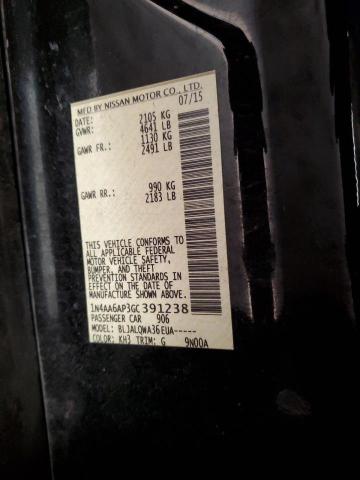 MFD BY NISSAN MOTOR CO., LTD.
DATE: 07/15
GVWR: 2105 KG
4641 LB
GAWR FR.: 1130 KG
2491 LB
GAWR RR.: 990 KG
2183 LB
THIS VEHICLE CONFORMS TO
ALL APPLICABLE FEDERAL
MOTOR VEHICLE SAFETY,
BUMPER, AND THEFT
PREVENTION STANDARDS
IN EFFECT ON THE DATE OF
MANUFACTURE SHOWN ABOVE.
1N4AA6AP3GC391238
PASSENGER CAR 906
MODEL: BLJALQWA36EUA-----
COLOR: KH3 TRIM: G 9N00A